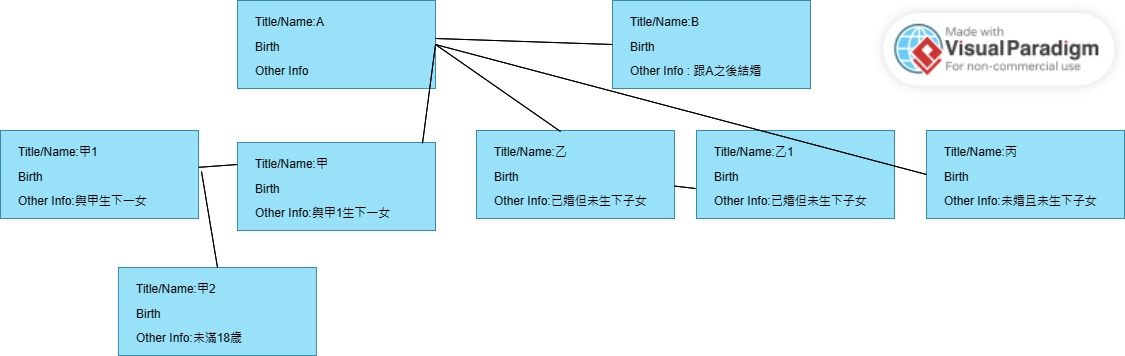 Title/Name:A
Birth
Other Info
Title/Name:B
Birth
Other Info : 跟A之後結婚
Made with
VisualParadigm
For non-commercial use
Title/Name:甲1
Birth
Other Info:與甲生下一女
Title/Name:甲
Birth
Other Info:與甲1生下一女
Title/Name:乙
Birth
Other Info:已婚但未生下子女
Title/Name:乙1
Birth
Other Info:已婚但未生下子女
Title/Name:丙
Birth
Other Info:未婚且未生下子女
Title/Name:甲2
Birth
Other Info:未滿18歲